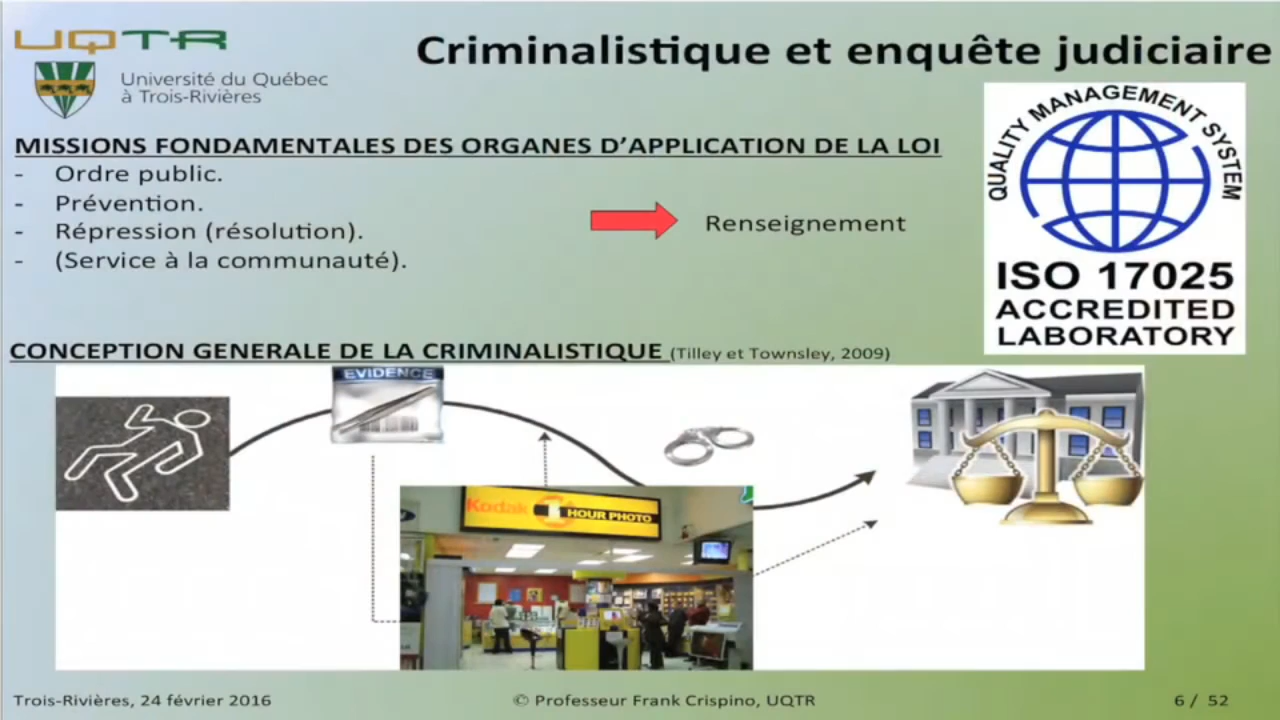 UQTR
Université du Québec
à Trois-Rivières
Criminalistique et enquête judiciaire
QUALITY MANAGEMENT SYSTEM
ISO 17025
ACCREDITED
LABORATORY
MISSIONS FONDAMENTALES DES ORGANES D’APPLICATION DE LA LOI
- Ordre public.
- Prévention.
- Répression (résolution).
- (Service à la communauté).
Renseignement
CONCEPTION GENERALE DE LA CRIMINALISTIQUE (Tilley et Townsley, 2009)
EVIDENCE
Kodak 1 HOUR PHOTO
Trois-Rivières, 24 février 2016
© Professeur Frank Crispino, UQTR
6 / 52